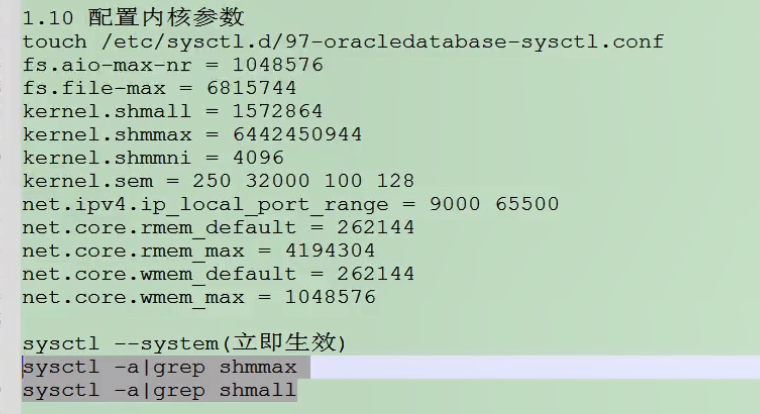 1.10 配置内核参数
touch /etc/sysctl.d/97-oracledatabase-sysctl.conf
fs.aio-max-nr = 1048576
fs.file-max = 6815744
kernel.shmall = 1572864
kernel.shmmax = 6442450944
kernel.shmmni = 4096
kernel.sem = 250 32000 100 128
net.ipv4.ip_local_port_range = 9000 65500
net.core.rmem_default = 262144
net.core.rmem_max = 4194304
net.core.wmem_default = 262144
net.core.wmem_max = 1048576
sysctl --system(立即生效)
sysctl -a|grep shmmax
sysctl -a|grep shmall